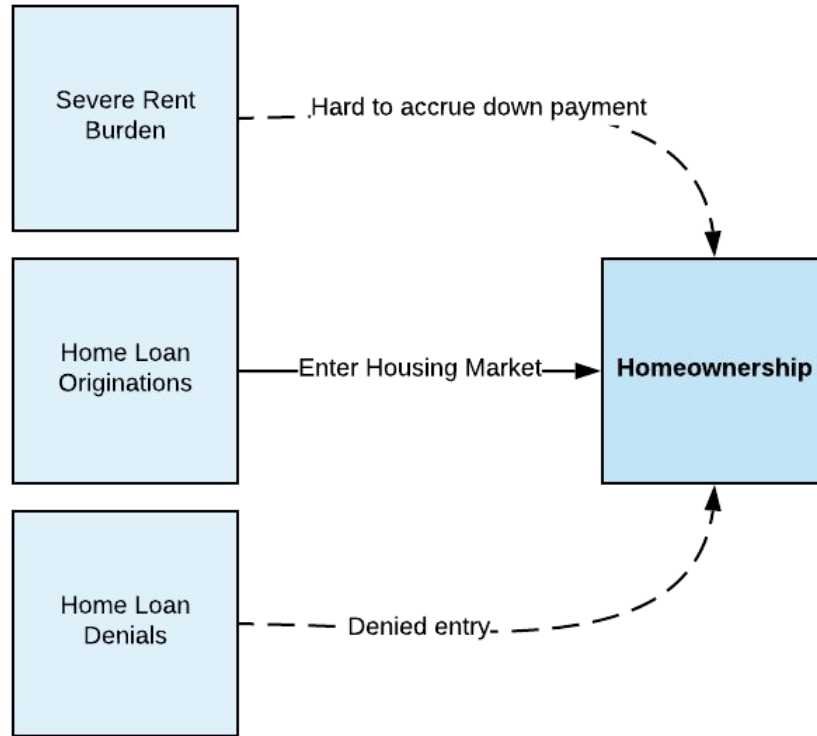 Severe Rent
Burden
Hard to accrue down payment
Home Loan
Originations
Enter Housing Market
Homeownership
Home Loan
Denials
Denied entry